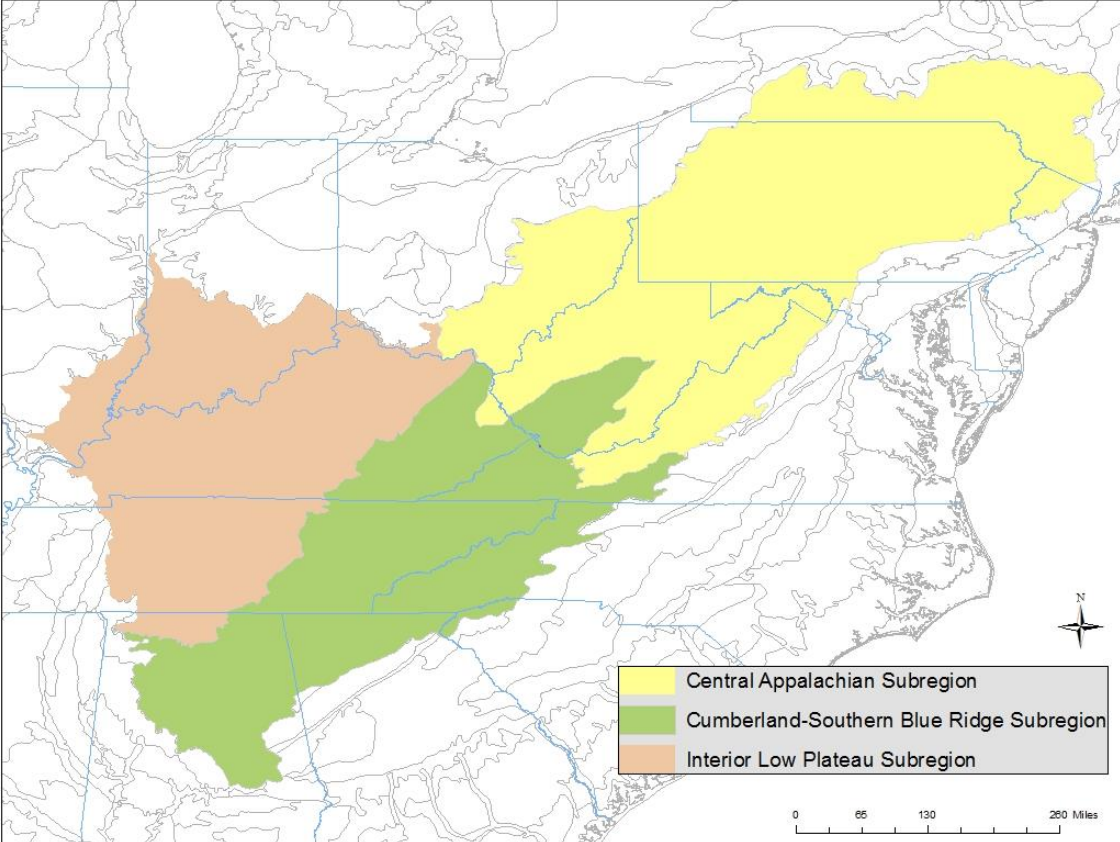 N
Central Appalachian Subregion
Cumberland-Southern Blue Ridge Subregion
Interior Low Plateau Subregion
0 65 130 260 Miles